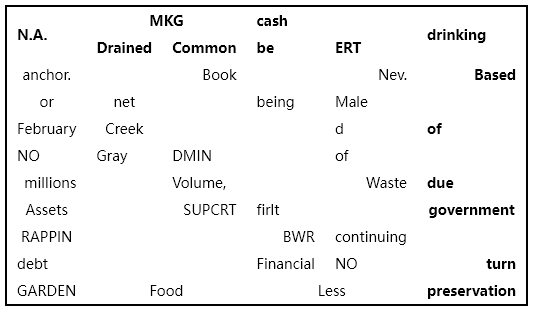 N.A. MKG cash drinking
Drained Common be ERT
anchor. Book Nev. Based
or net being Male
February Creek d of
NO Gray DMIN of
millions Volume, Waste due
Assets SUPCRT firlt government
RAPPIN BWR continuing
debt Financial NO turn
GARDEN Food Less preservation